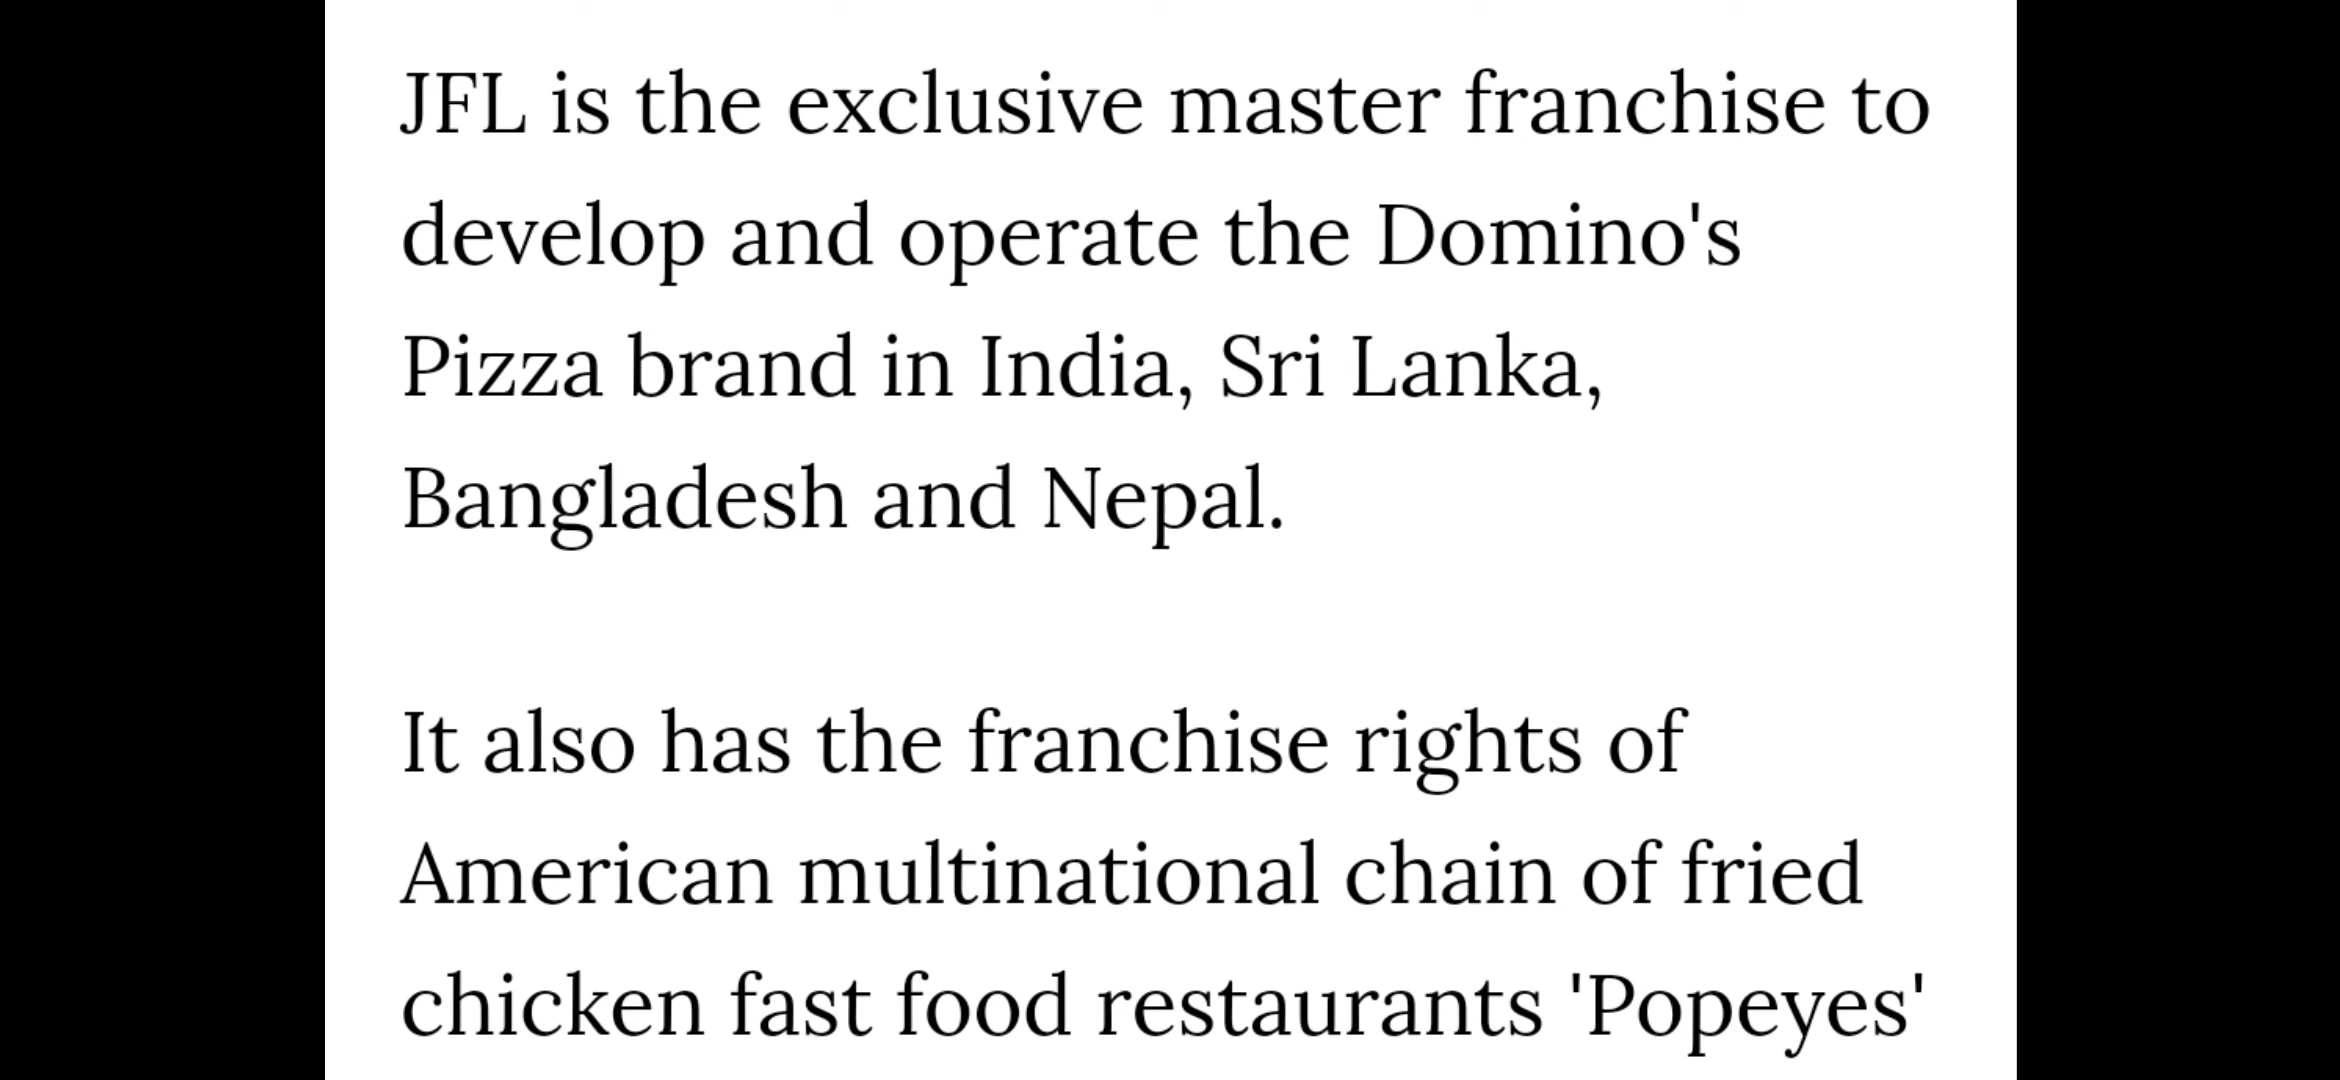 JFL is the exclusive master franchise to
develop and operate the Domino's
Pizza brand in India, Sri Lanka,
Bangladesh and Nepal.
It also has the franchise rights of
American multinational chain of fried
chicken fast food restaurants 'Popeyes'